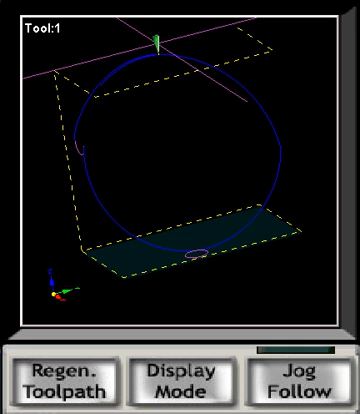 Tool:1
Regen.
Toolpath
Display
Mode
Jog
Follow